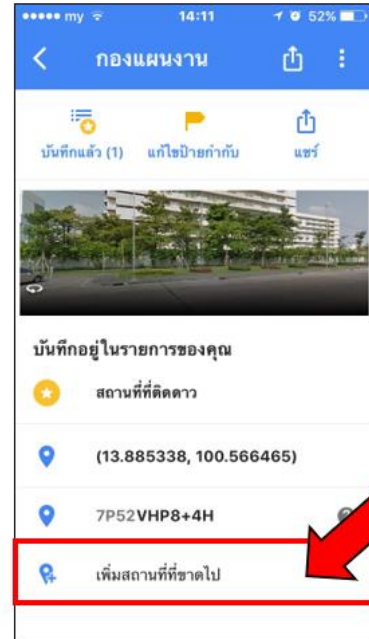 my 14:11 52%
กองแผนงาน
บันทึกแล้ว (1) แก้ไขป้ายกำกับ แชร์
บันทึกอยู่ในรายการของคุณ
สถานที่ที่ติดดาว
(13.885338, 100.566465)
7P52VHP8+4H
เพิ่มสถานที่ที่ขาดไป